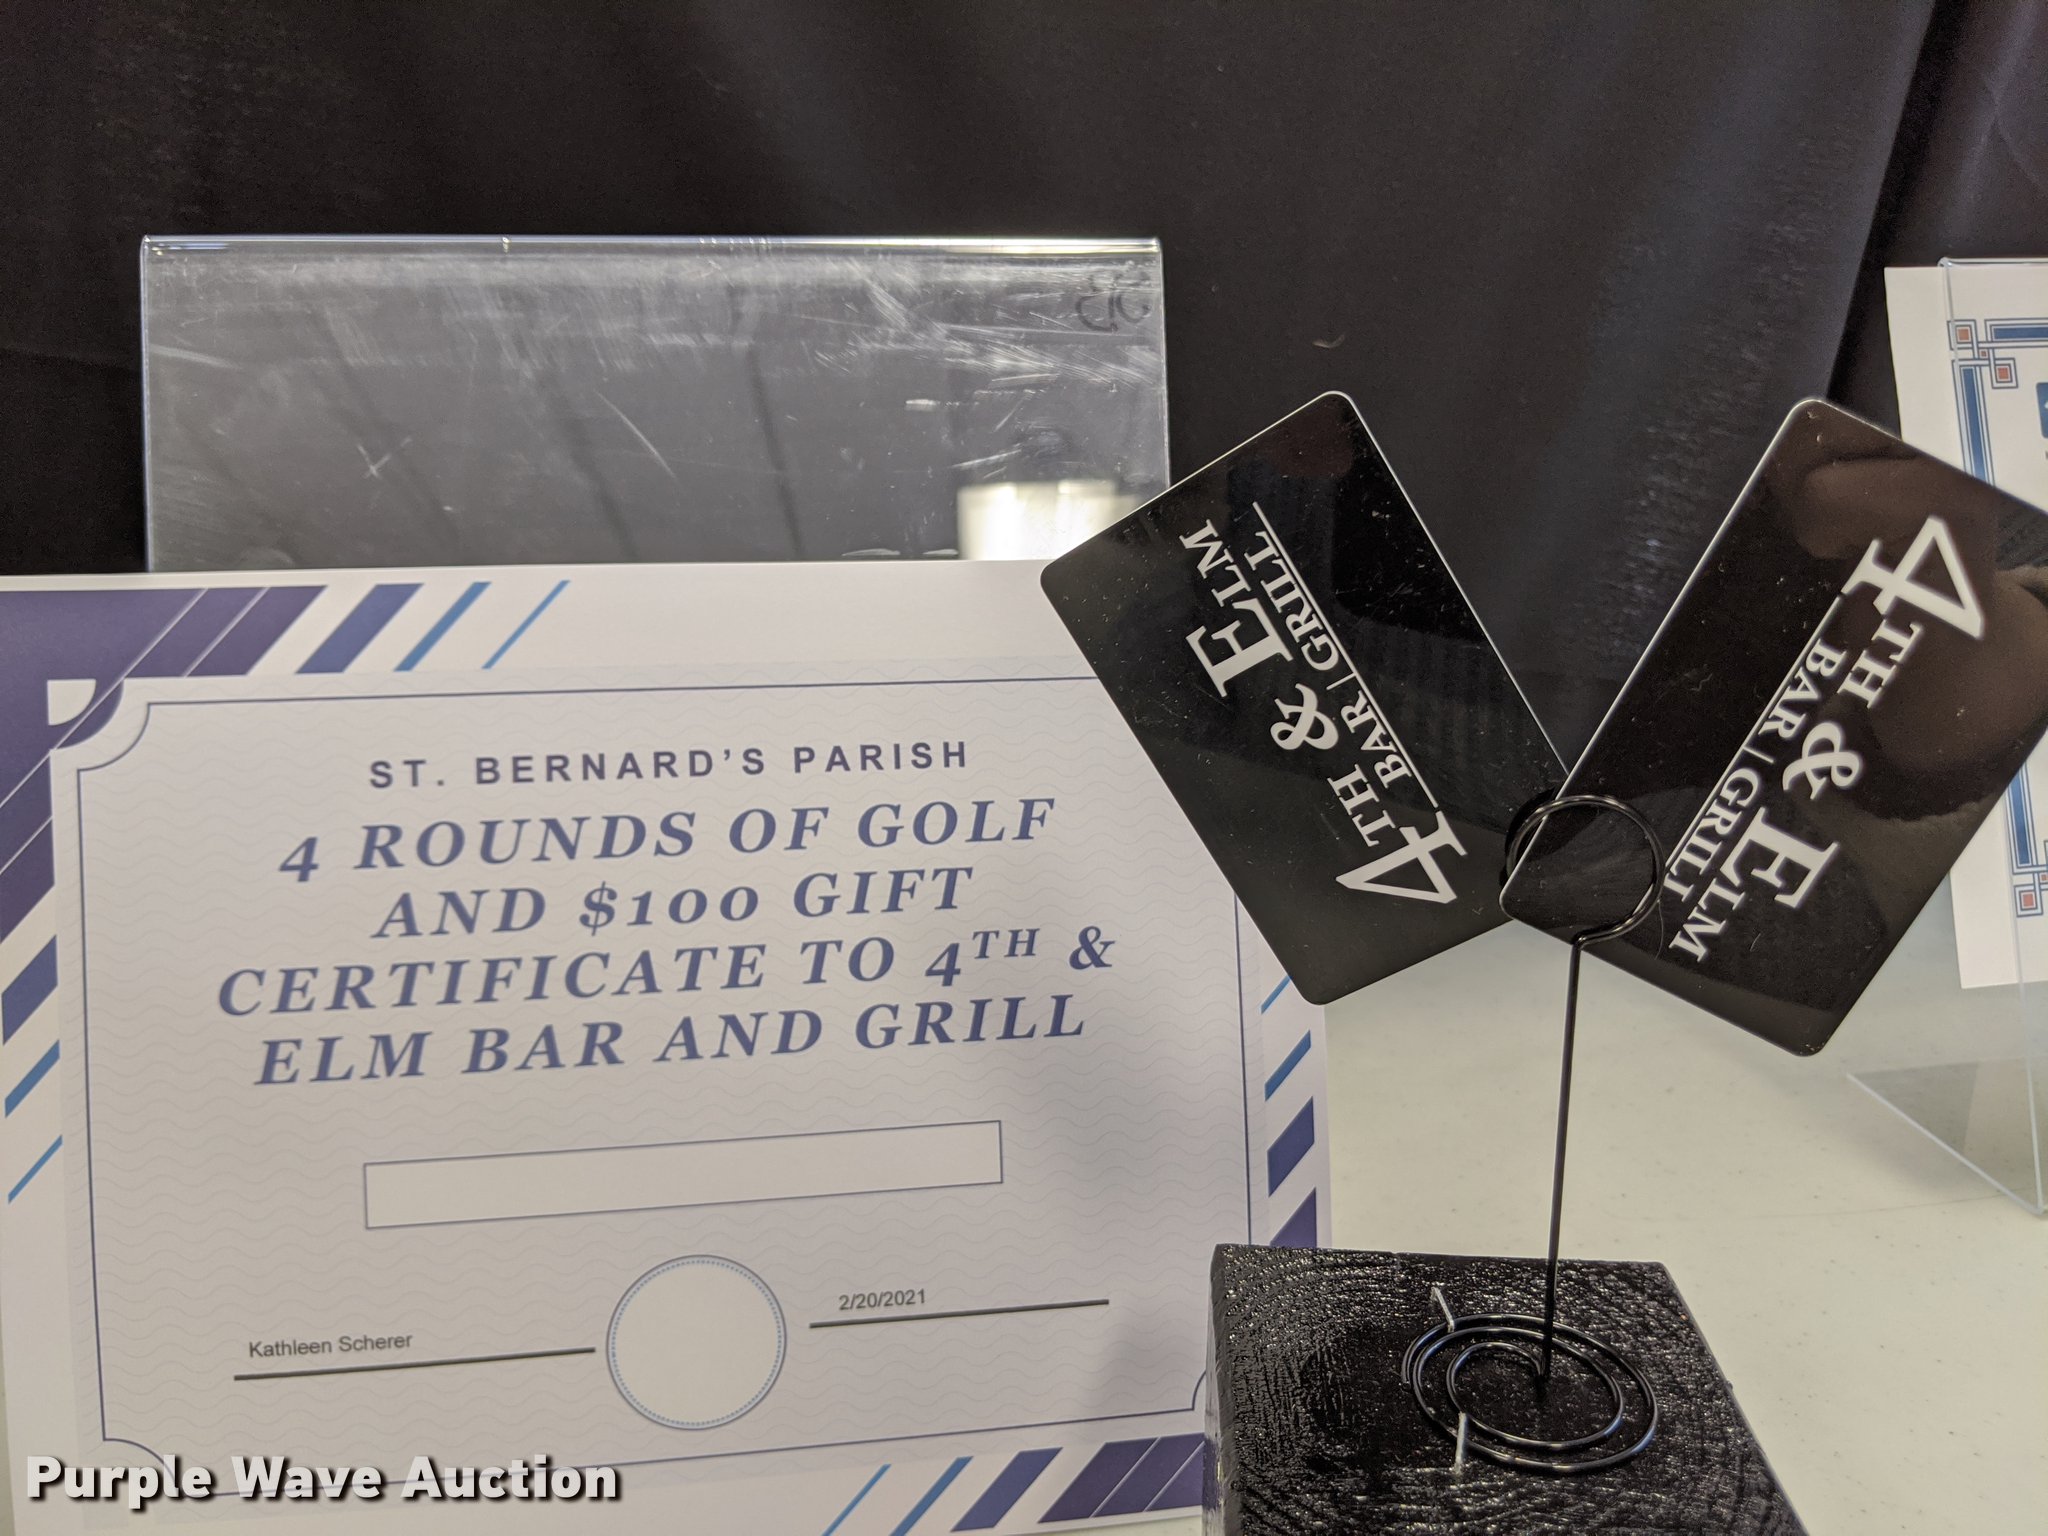 ST. BERNARD'S PARISH
4 ROUNDS OF GOLF
AND $100 GIFT
CERTIFICATE TO 4TH &
ELM BAR AND GRILL
Kathleen Scherer
2/20/2021
4TH & ELM
BAR | GRILL
4TH & ELM
BAR | GRILL
Purple Wave Auction